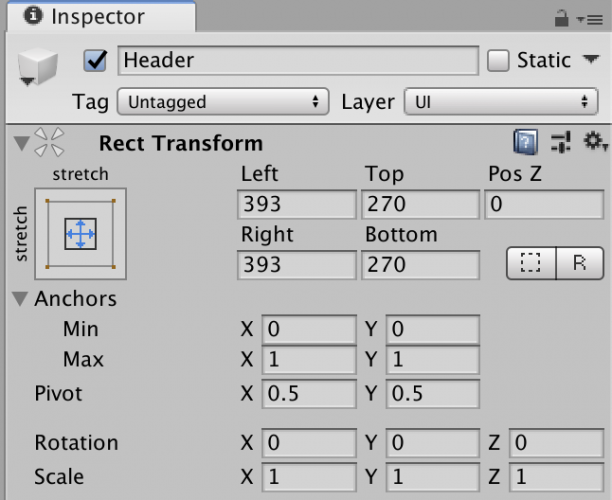 Inspector
Header Static
Tag Untagged Layer UI
Rect Transform
stretch Left Top Pos Z
stretch
393 270 0
Right Bottom
393 270 R
Anchors
Min X 0 Y 0
Max X 1 Y 1
Pivot X 0.5 Y 0.5
Rotation X 0 Y 0 Z 0
Scale X 1 Y 1 Z 1